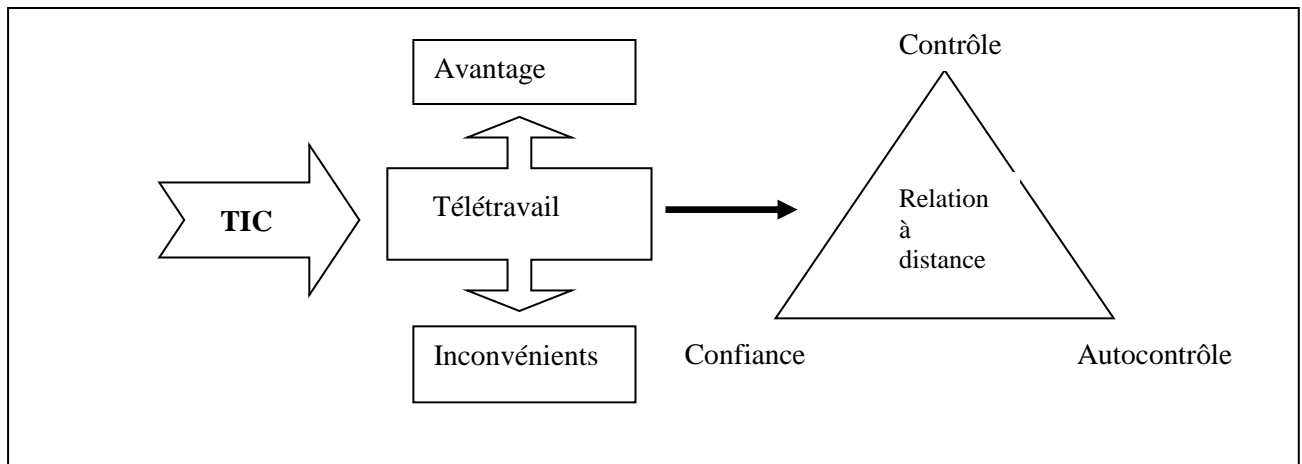 Avantage
Contrôle
TIC
Télétravail
Relation
à
distance
Inconvénients
Confiance
Autocontrôle